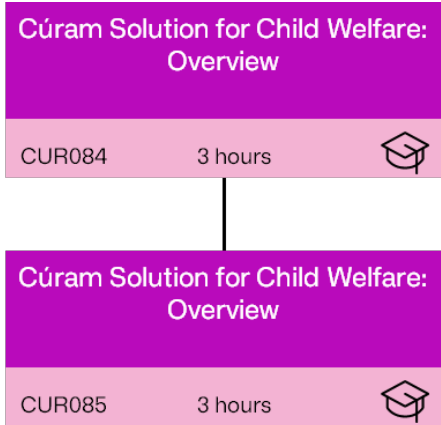 Cúram Solution for Child Welfare:
Overview
CUR084 3 hours
Cúram Solution for Child Welfare:
Overview
CUR085 3 hours